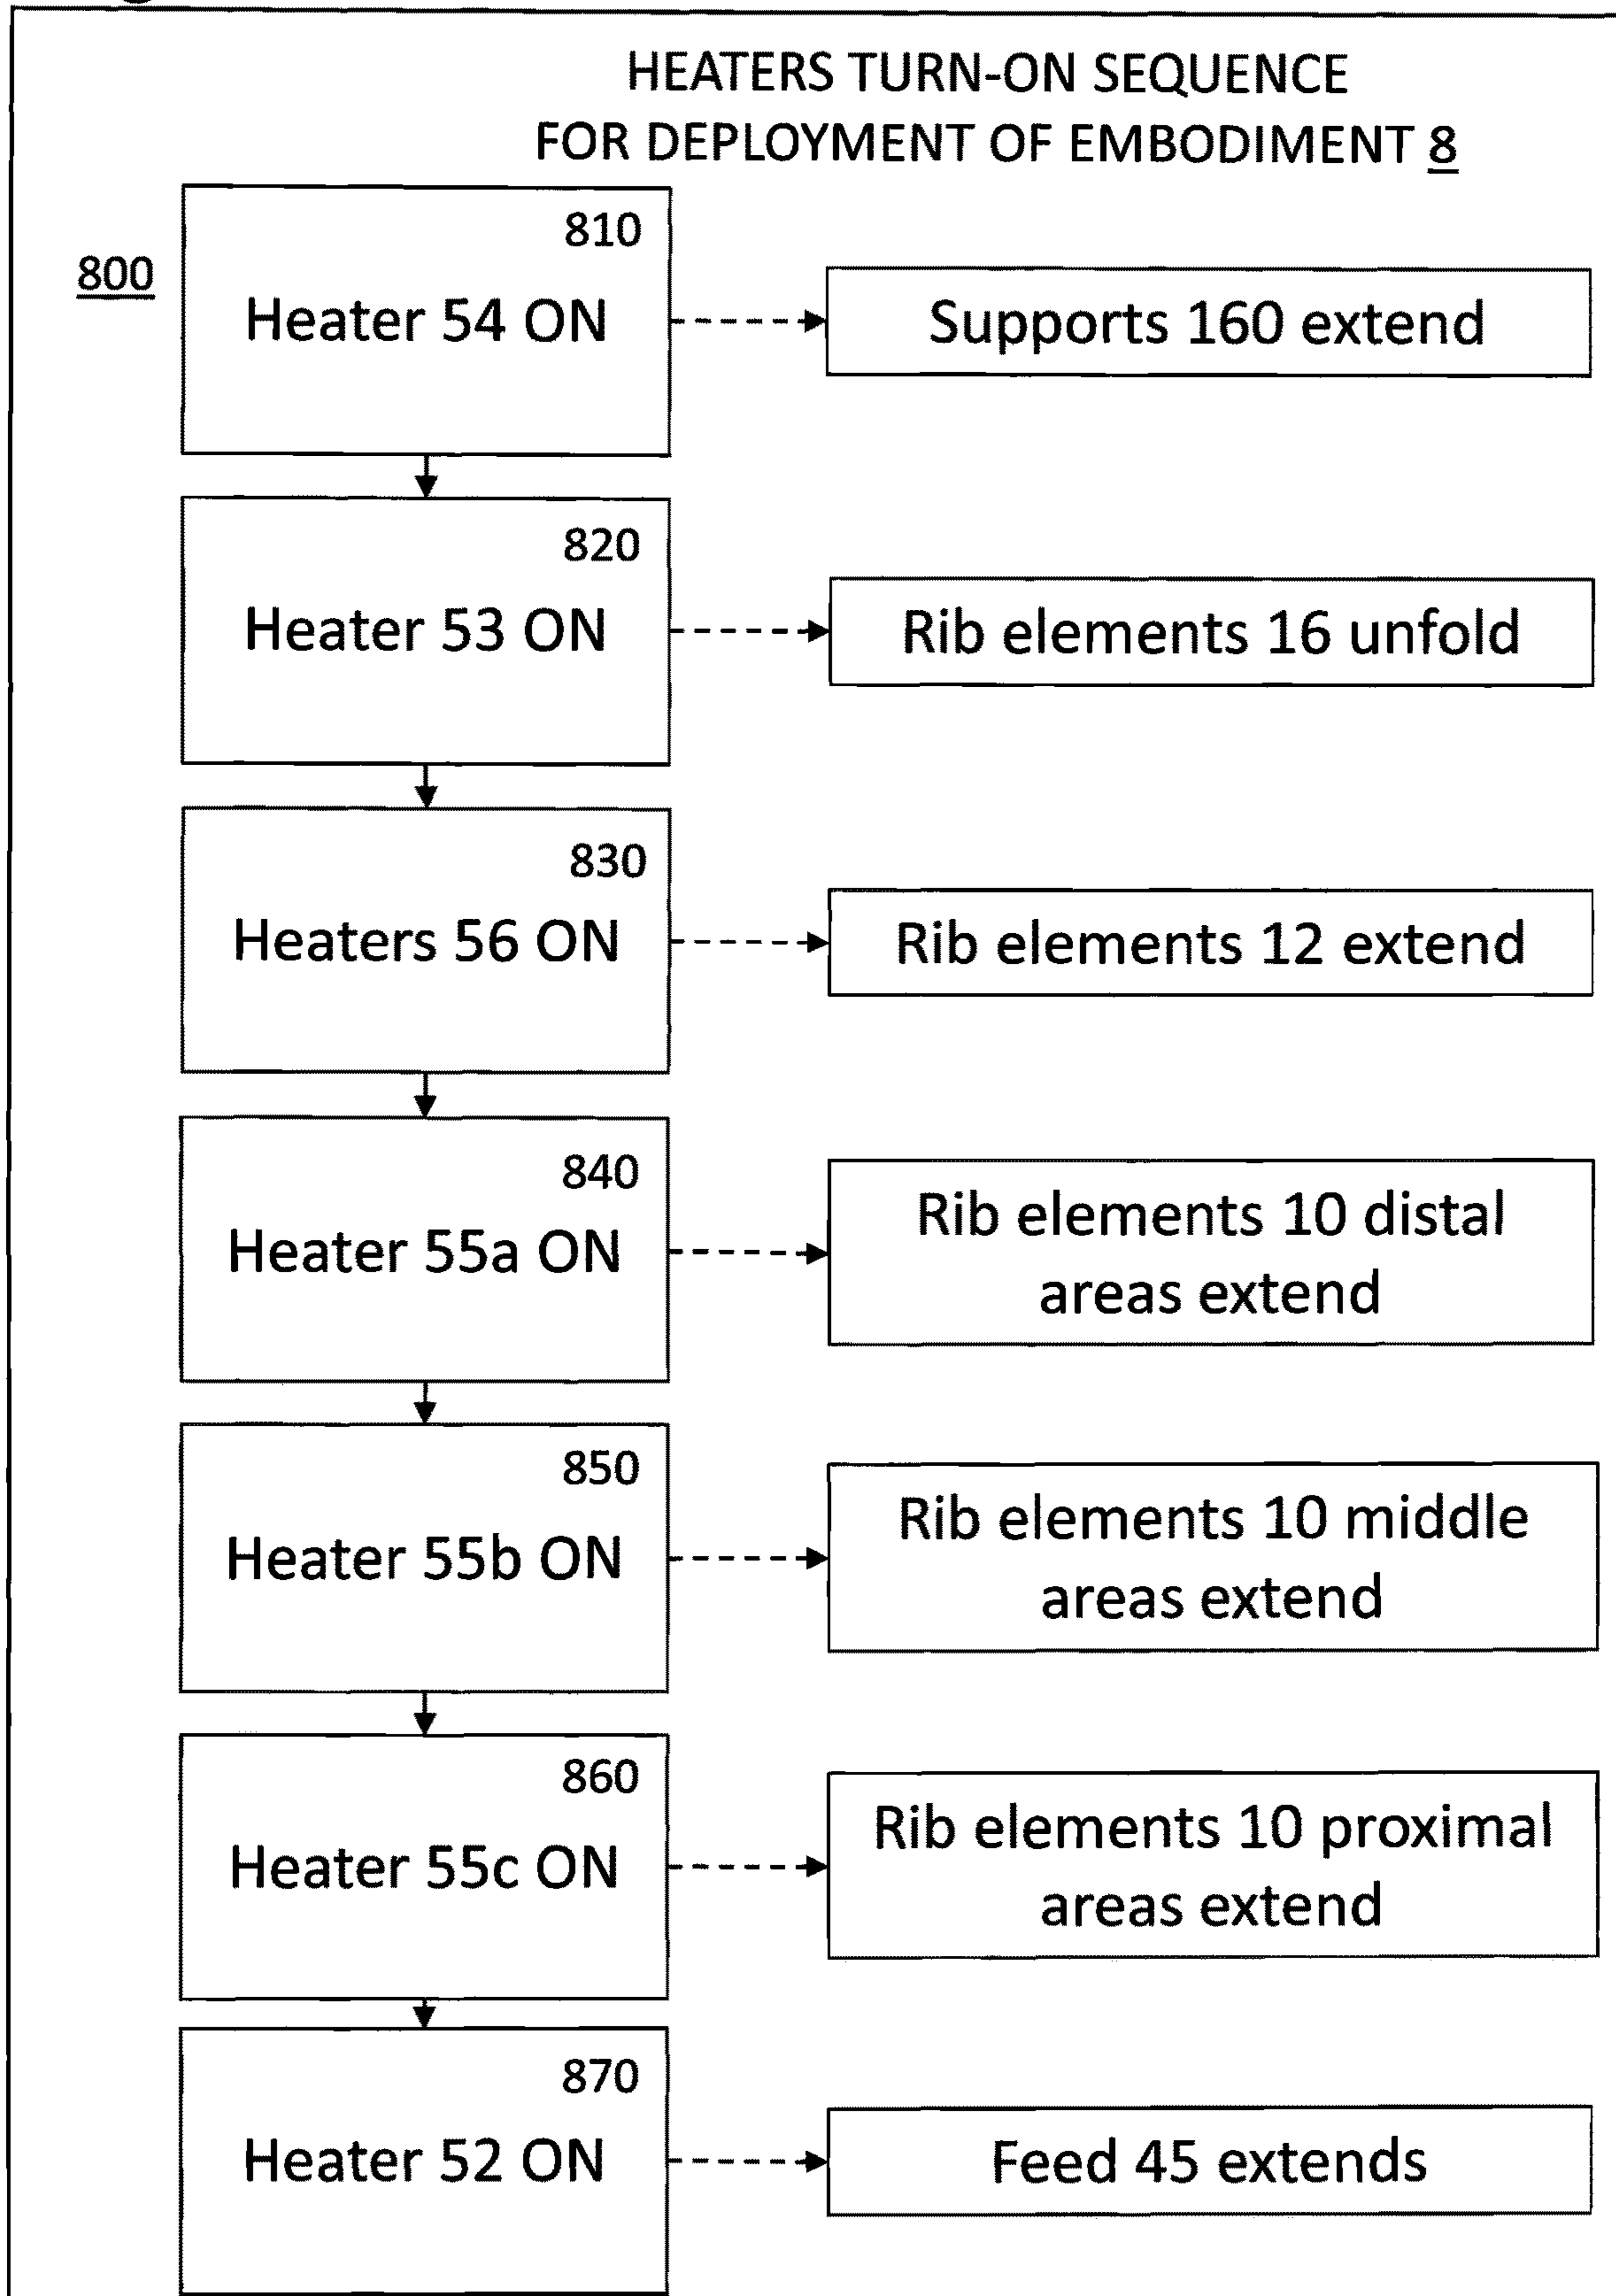 HEATERS TURN-ON SEQUENCE
FOR DEPLOYMENT OF EMBODIMENT 8
800
810
Heater 54 ON
Supports 160 extend
820
Heater 53 ON
Rib elements 16 unfold
830
Heaters 56 ON
Rib elements 12 extend
840
Heater 55a ON
Rib elements 10 distal
areas extend
850
Heater 55b ON
Rib elements 10 middle
areas extend
860
Heater 55c ON
Rib elements 10 proximal
areas extend
870
Heater 52 ON
Feed 45 extends